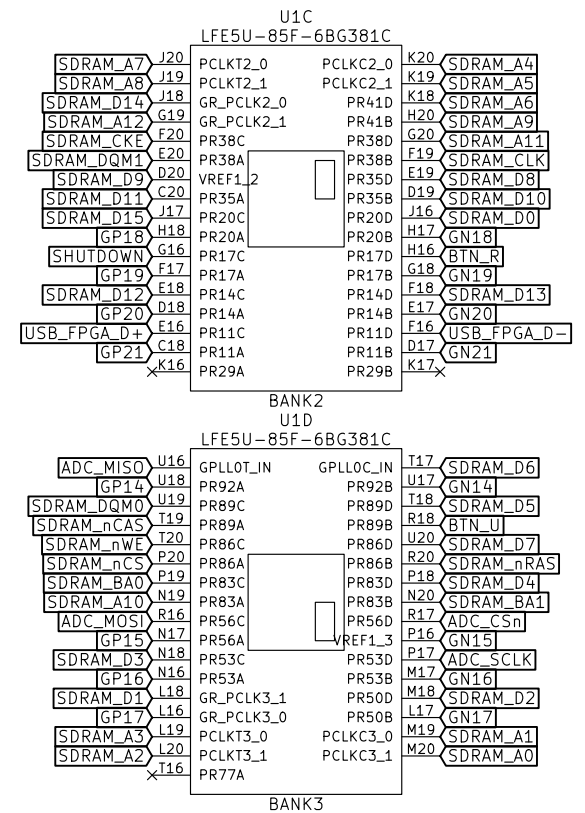 U1C
LFE5U-85F-6BG381C
SDRAM_A7 J20 PCLKT2_0 PCLKC2_0 K20 SDRAM_A4
SDRAM_A8 J19 PCLKT2_1 PCLKC2_1 K19 SDRAM_A5
SDRAM_D14 J18 GR_PCLK2_0 PR41D K18 SDRAM_A6
SDRAM_A12 G19 GR_PCLK2_1 PR41B H20 SDRAM_A9
SDRAM_CKE F20 PR38C PR38D G20 SDRAM_A11
SDRAM_DQM1 E20 PR38A PR38B F19 SDRAM_CLK
SDRAM_D9 D20 VREF1_2 PR35D E19 SDRAM_D8
SDRAM_D11 C20 PR35A PR35B D19 SDRAM_D10
SDRAM_D15 J17 PR20C PR20D J16 SDRAM_D0
GP18 H18 PR20A PR20B H17 GN18
SHUTDOWN G16 PR17C PR17D H16 BTN_R
GP19 F17 PR17A PR17B G18 GN19
SDRAM_D12 E18 PR14C PR14D F18 SDRAM_D13
GP20 D18 PR14A PR14B E17 GN20
USB_FPGA_D+ E16 PR11C PR11D F16 USB_FPGA_D-
GP21 C18 PR11A PR11B D17 GN21
K16 PR29A PR29B K17
BANK2
U1D
LFE5U-85F-6BG381C
ADC_MISO U16 GPLL0T_IN GPLL0C_IN T17 SDRAM_D6
GP14 U18 PR92A PR92B U17 GN14
SDRAM_DQM0 U19 PR89C PR89D T18 SDRAM_D5
SDRAM_nCAS T19 PR89A PR89B R18 BTN_U
SDRAM_nWE T20 PR86C PR86D U20 SDRAM_D7
SDRAM_nCS P20 PR86A PR86B R20 SDRAM_nRAS
SDRAM_BA0 P19 PR83C PR83D P18 SDRAM_D4
SDRAM_A10 N19 PR83A PR83B N20 SDRAM_BA1
ADC_MOSI R16 PR56C PR56D R17 ADC_CSn
GP15 N17 PR56A VREF1_3 P16 GN15
SDRAM_D3 N18 PR53C PR53D P17 ADC_SCLK
GP16 N16 PR53A PR53B M17 GN16
SDRAM_D1 L18 GR_PCLK3_1 PR50D M18 SDRAM_D2
GP17 L16 GR_PCLK3_0 PR50B L17 GN17
SDRAM_A3 L19 PCLKT3_0 PCLKC3_0 M19 SDRAM_A1
SDRAM_A2 L20 PCLKT3_1 PCLKC3_1 M20 SDRAM_A0
T16 PR77A
BANK3